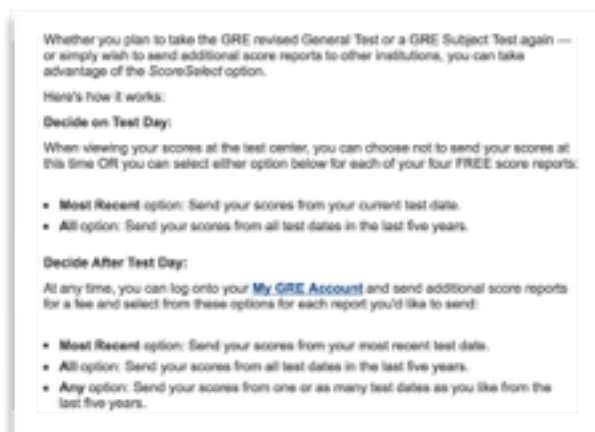 Whether you plan to take the GRE revised General Test or a GRE Subject Test again —
or simply wish to send additional score reports to other institutions, you can take
advantage of the ScoreSelect option.
Here's how it works:
Decide on Test Day:
When viewing your scores at the test center, you can choose not to send your scores at
this time OR you can select either option below for each of your four FREE score reports:
• Most Recent option: Send your scores from your current test date.
• All option: Send your scores from all test dates in the last five years.
Decide After Test Day:
At any time, you can log onto your My GRE Account and send additional score reports
for a fee and select from these options for each report you'd like to send:
• Most Recent option: Send your scores from your most recent test date.
• All option: Send your scores from all test dates in the last five years.
• Any option: Send your scores from one or as many test dates as you like from the
last five years.